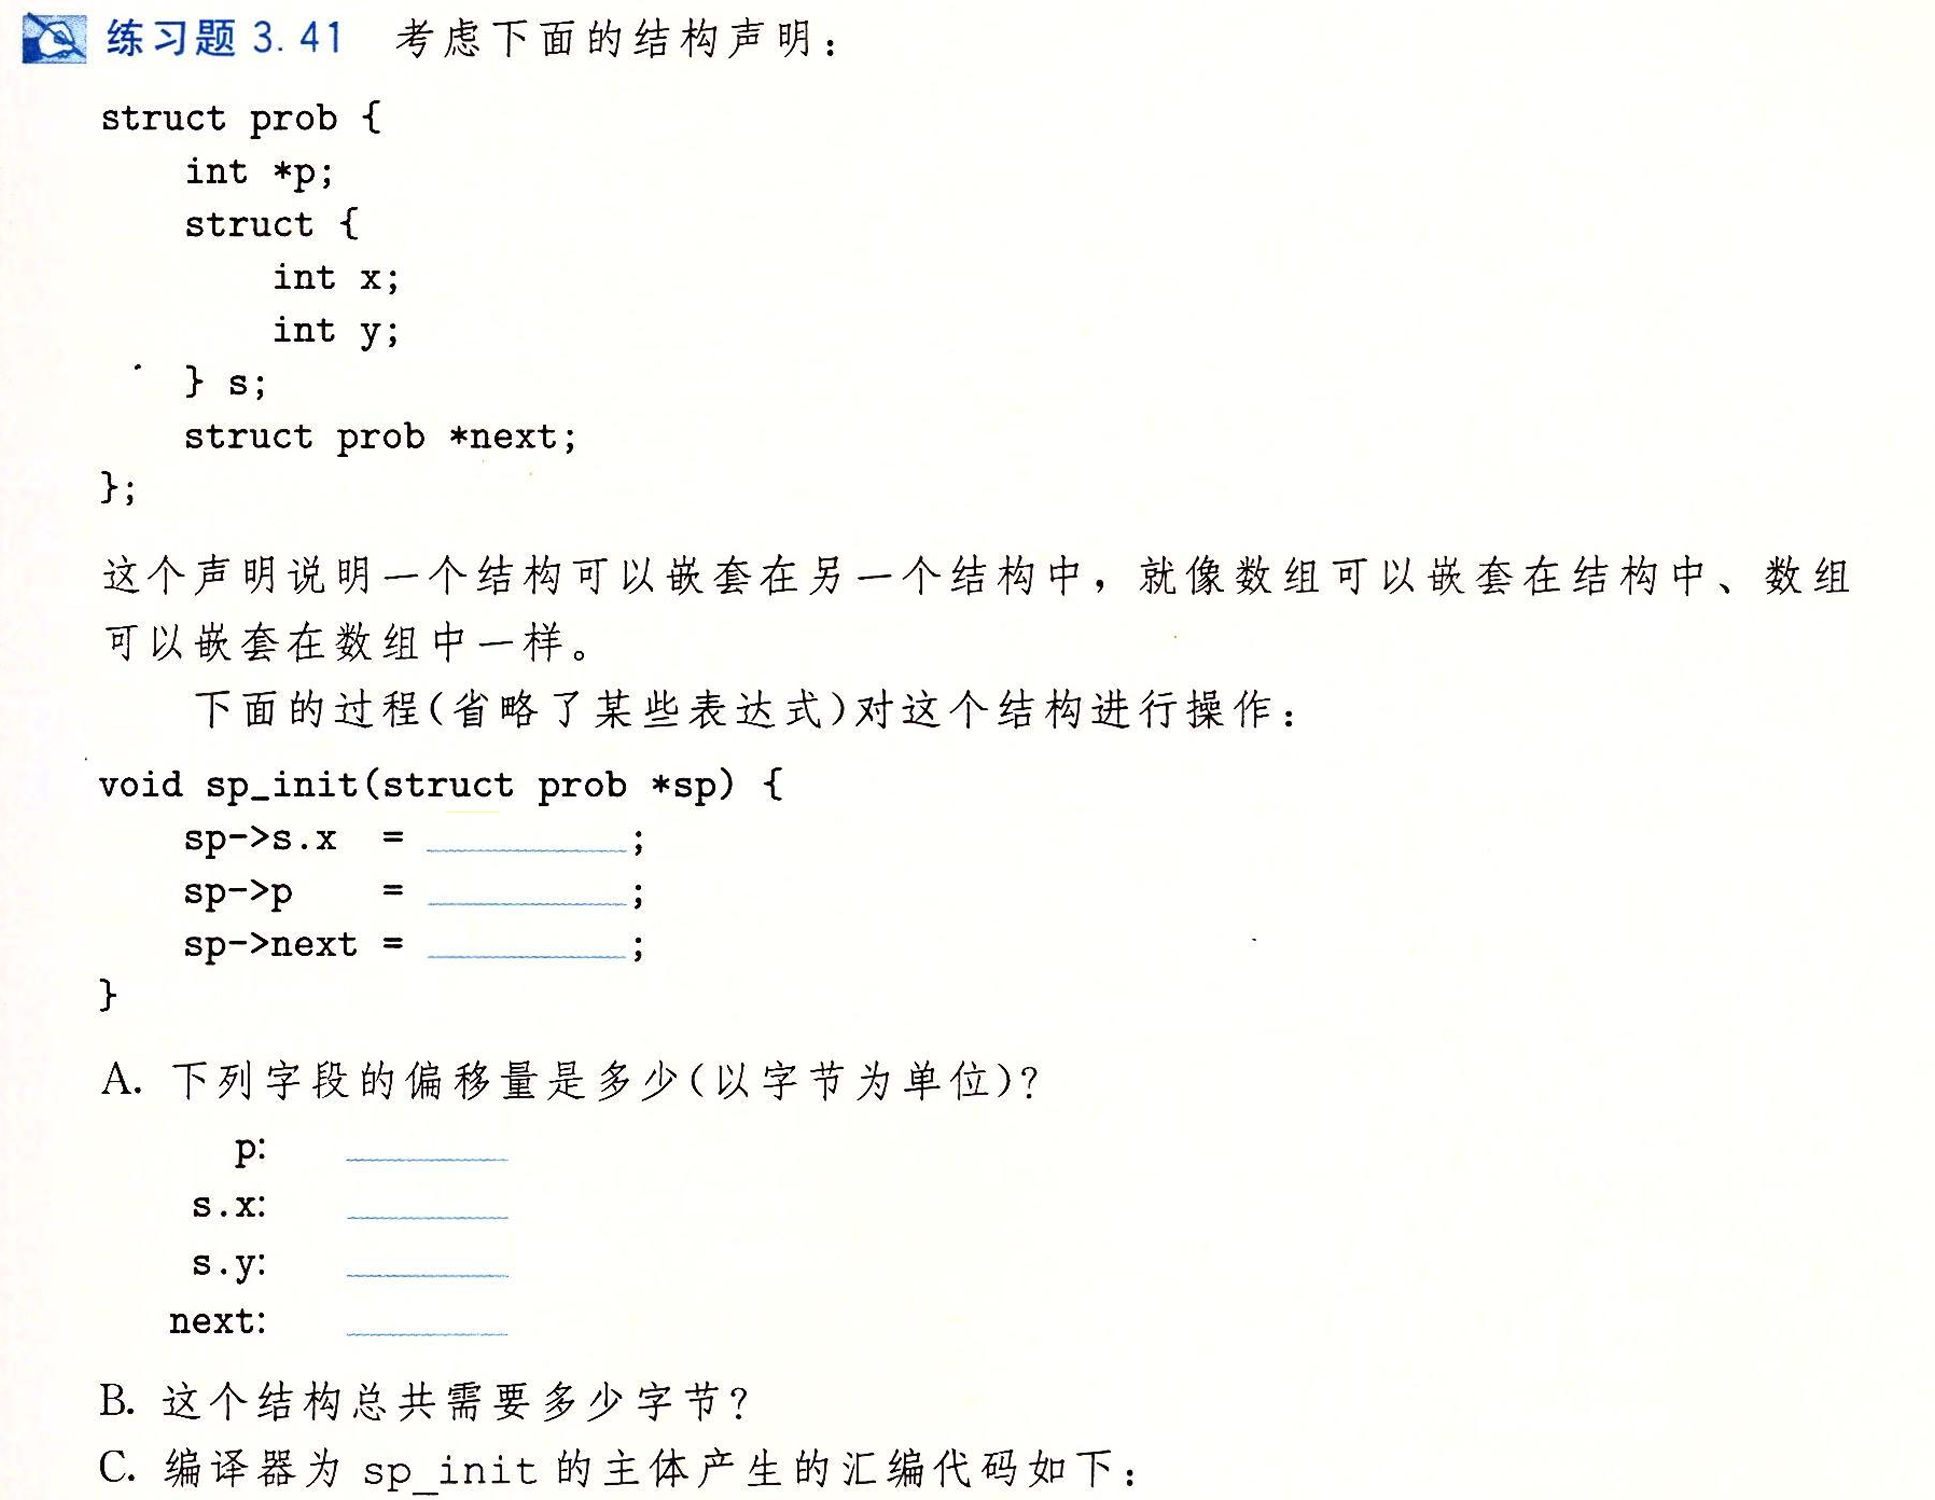 练习题 3.41 考虑下面的结构声明：
struct prob {
    int *p;
    struct {
        int x;
        int y;
    } s;
    struct prob *next;
};
这个声明说明一个结构可以嵌套在另一个结构中，就像数组可以嵌套在结构中、数组
可以嵌套在数组中一样。
下面的过程(省略了某些表达式)对这个结构进行操作：
void sp_init(struct prob *sp) {
    sp->s.x  = ________;
    sp->p    = ________;
    sp->next = ________;
}
A. 下列字段的偏移量是多少(以字节为单位)?
p: ________
s.x: ________
s.y: ________
next: ________
B. 这个结构总共需要多少字节?
C. 编译器为 sp_init 的主体产生的汇编代码如下：